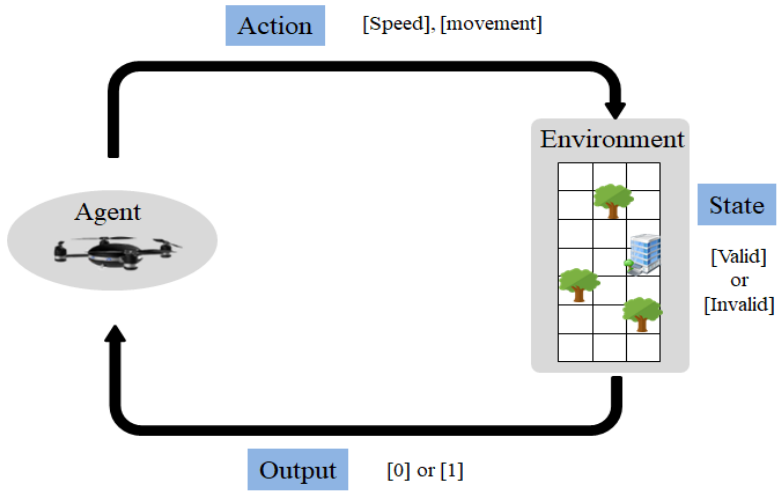 Action
[Speed], [movement]
Environment
Agent
State
[Valid]
or
[Invalid]
Output
[0] or [1]